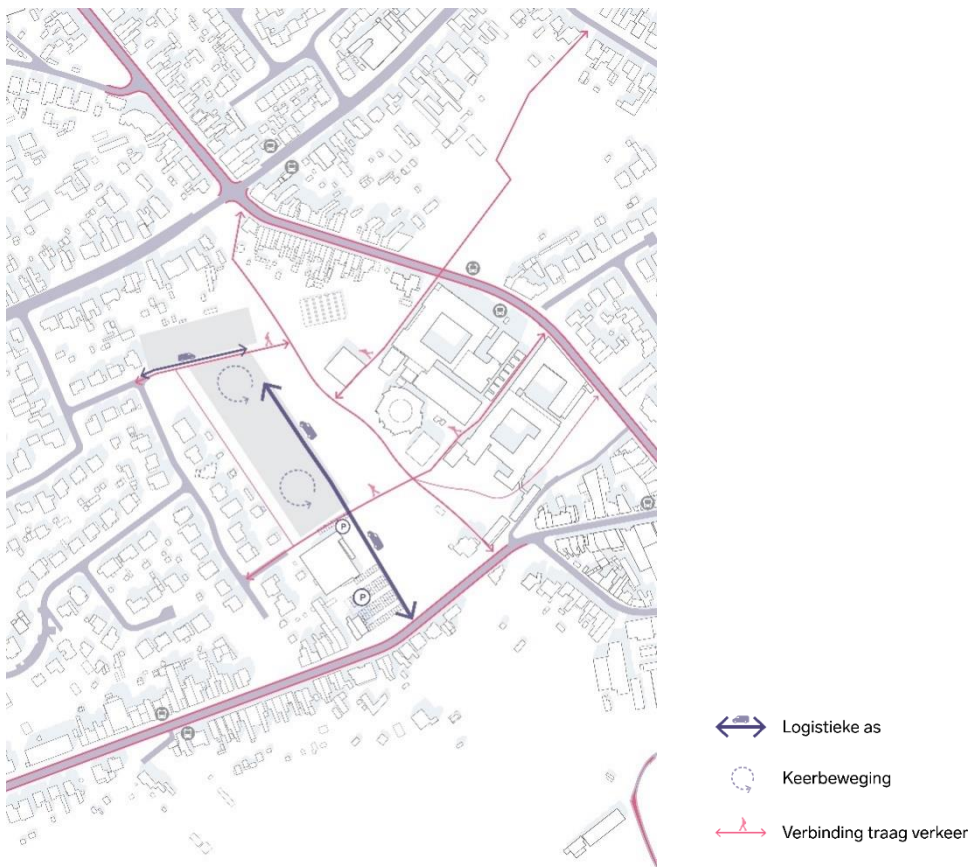 P
P
Logistieke as
Keerbeweging
Verbinding traag verkeer